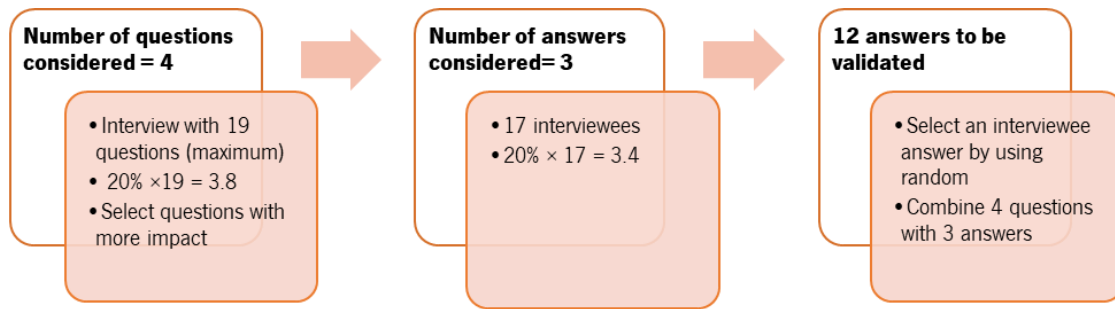 Number of questions
considered = 4
• Interview with 19
questions (maximum)
• 20% ×19 = 3.8
• Select questions with
more impact
Number of answers
considered= 3
• 17 interviewees
• 20% × 17 = 3.4
12 answers to be
validated
• Select an interviewee
answer by using
random
• Combine 4 questions
with 3 answers